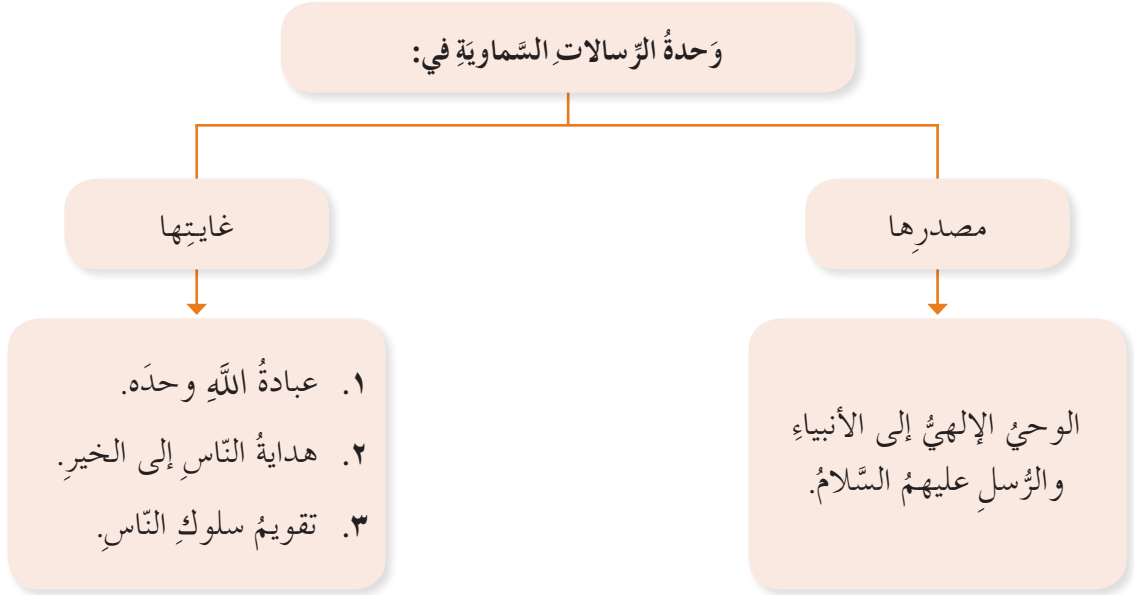 وَحدةُ الرِّسالاتِ السَّماويَةِ في:
مصدرِها
الوحيُ الإلهيُّ إلى الأنبياءِ
والرُّسلِ عليهمُ السَّلامُ.
غايتِها
١. عبادةُ اللَّهِ وحدَه.
٢. هدايةُ النّاسِ إلى الخيرِ.
٣. تقويمُ سلوكِ النّاسِ.